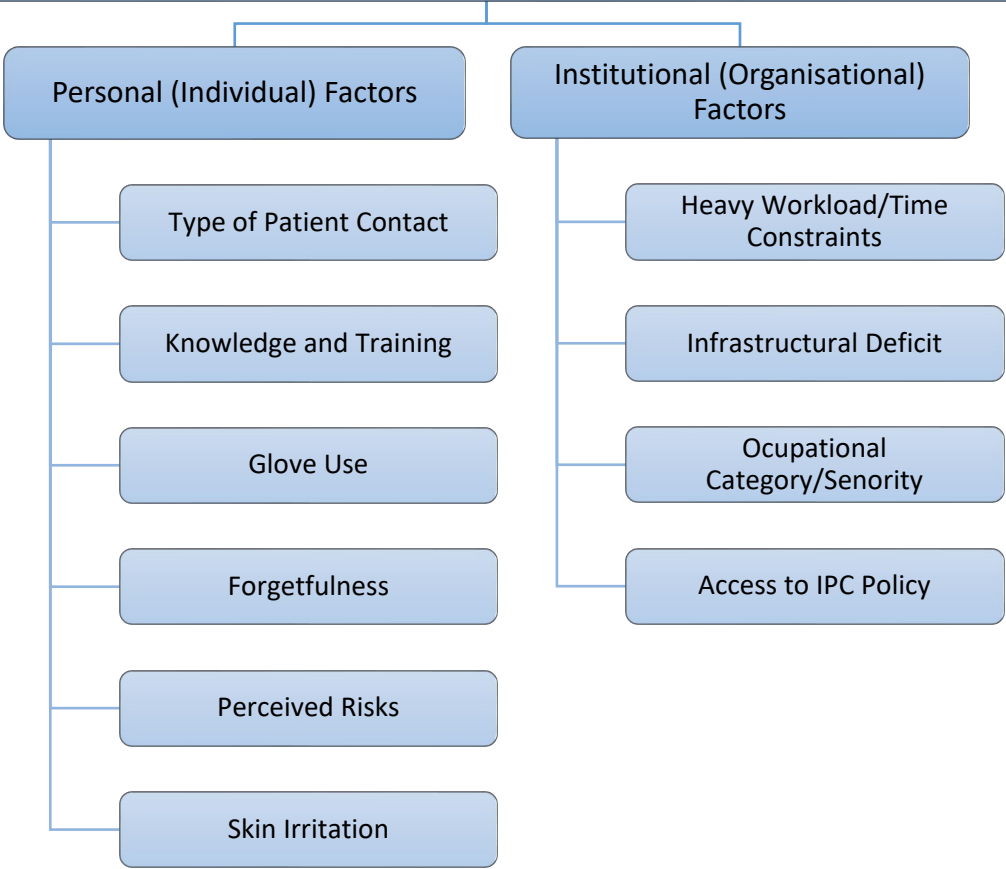 Personal (Individual) Factors
Type of Patient Contact
Knowledge and Training
Glove Use
Forgetfulness
Perceived Risks
Skin Irritation
Institutional (Organisational)
Factors
Heavy Workload/Time
Constraints
Infrastructural Deficit
Ocupational
Category/Senority
Access to IPC Policy